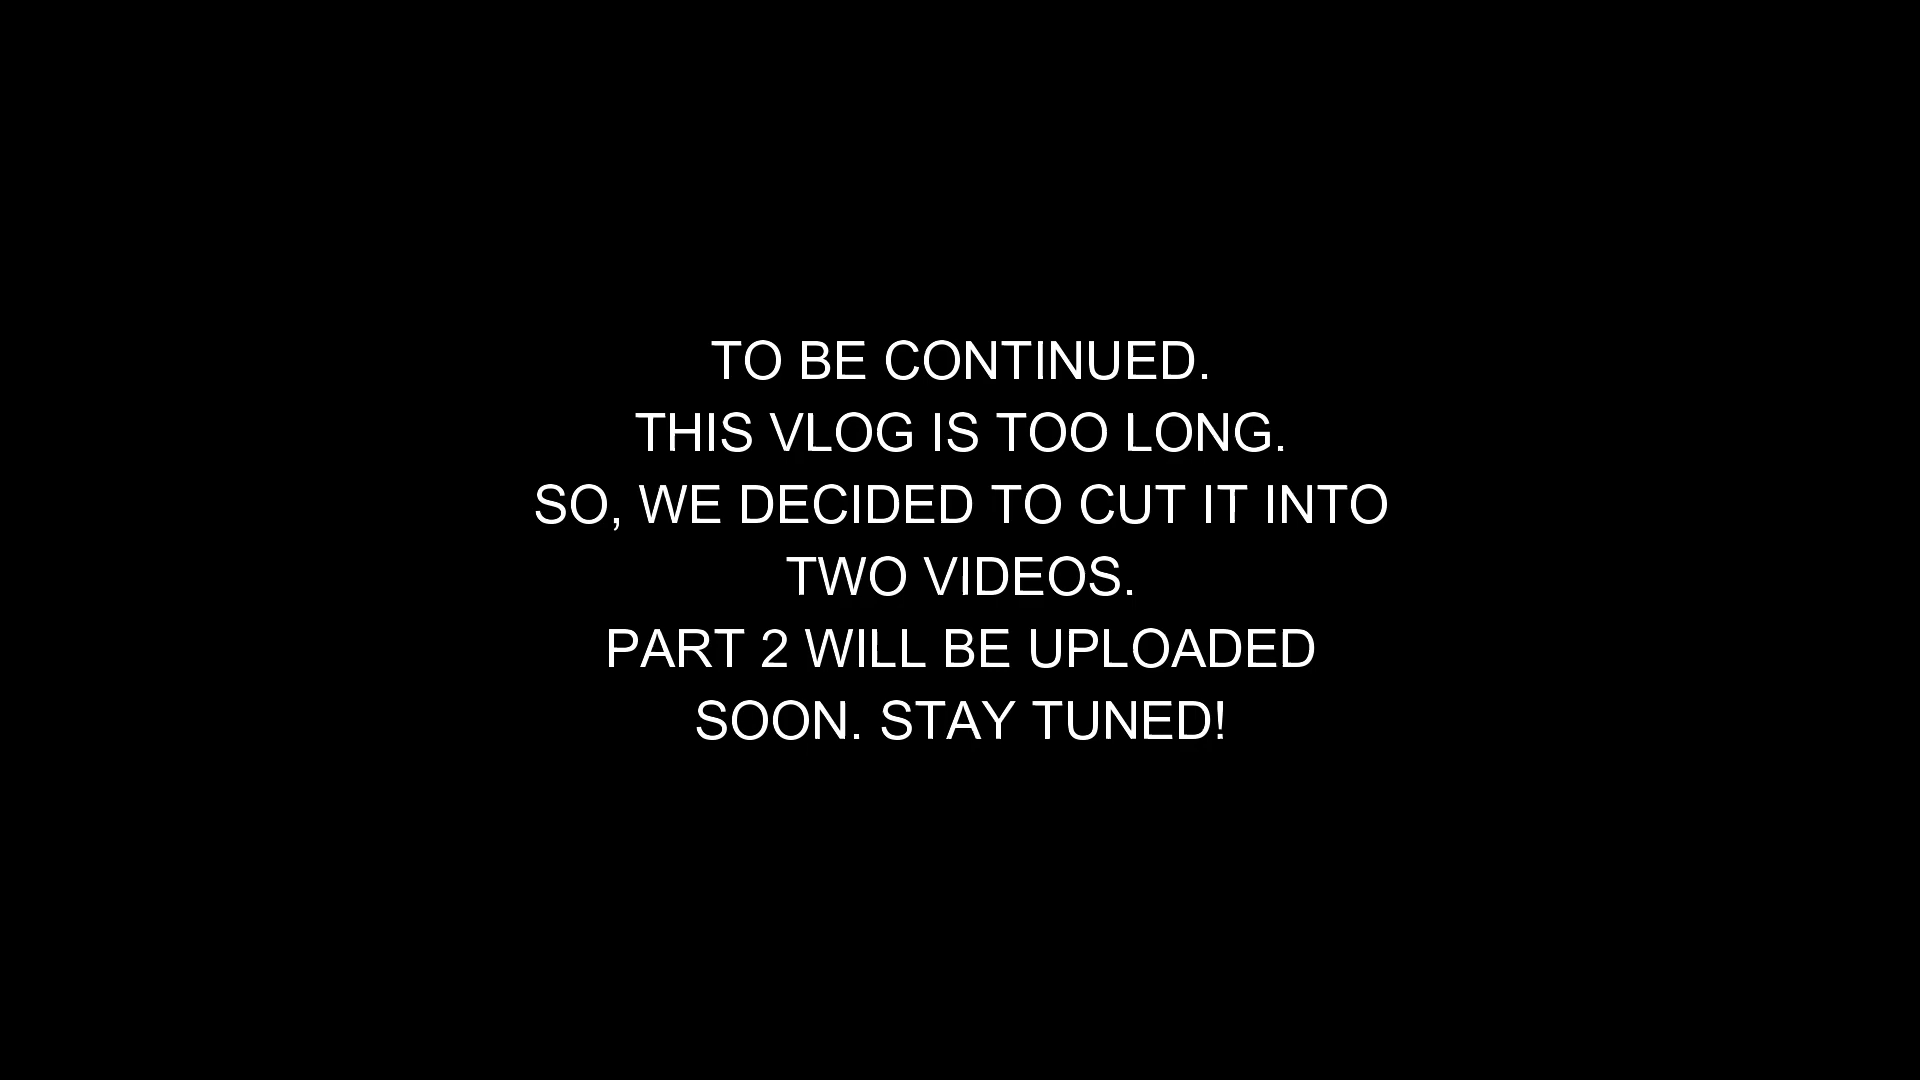 TO BE CONTINUED.
THIS VLOG IS TOO LONG.
SO, WE DECIDED TO CUT IT INTO
TWO VIDEOS.
PART 2 WILL BE UPLOADED
SOON. STAY TUNED!